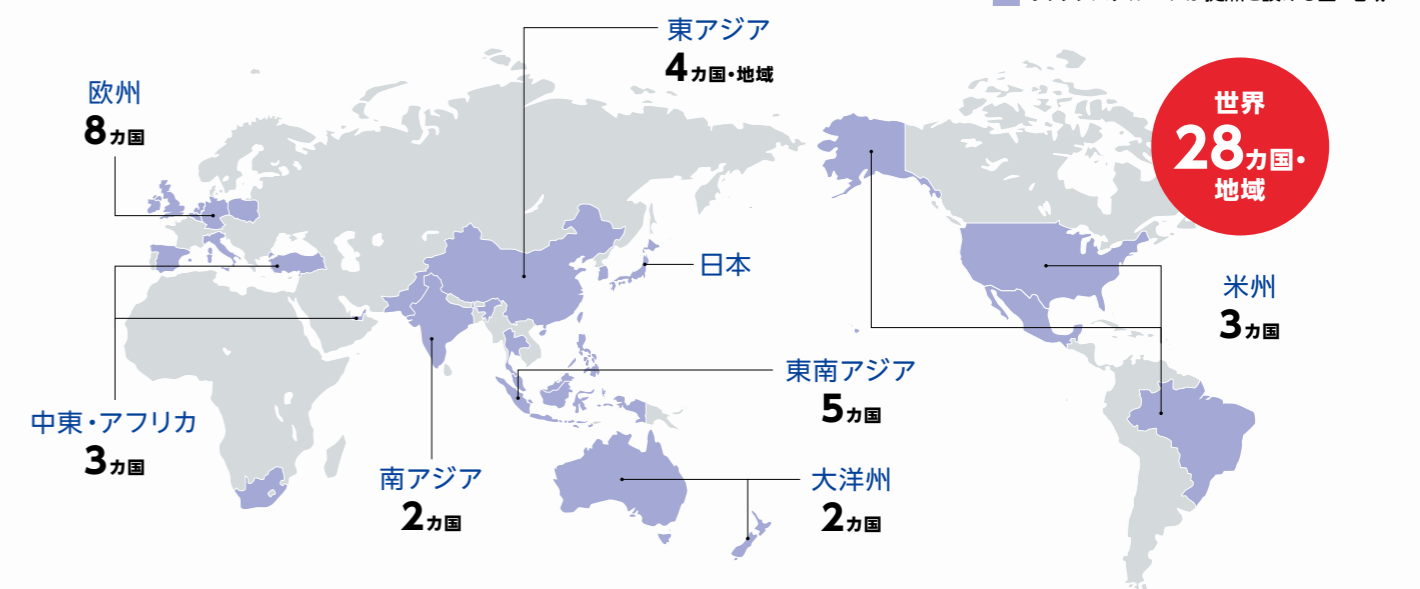 東アジア
4カ国・地域
欧州
8カ国
世界
28カ国・
地域
日本
米州
3カ国
東南アジア
5カ国
中東・アフリカ
3カ国
南アジア
2カ国
大洋州
2カ国